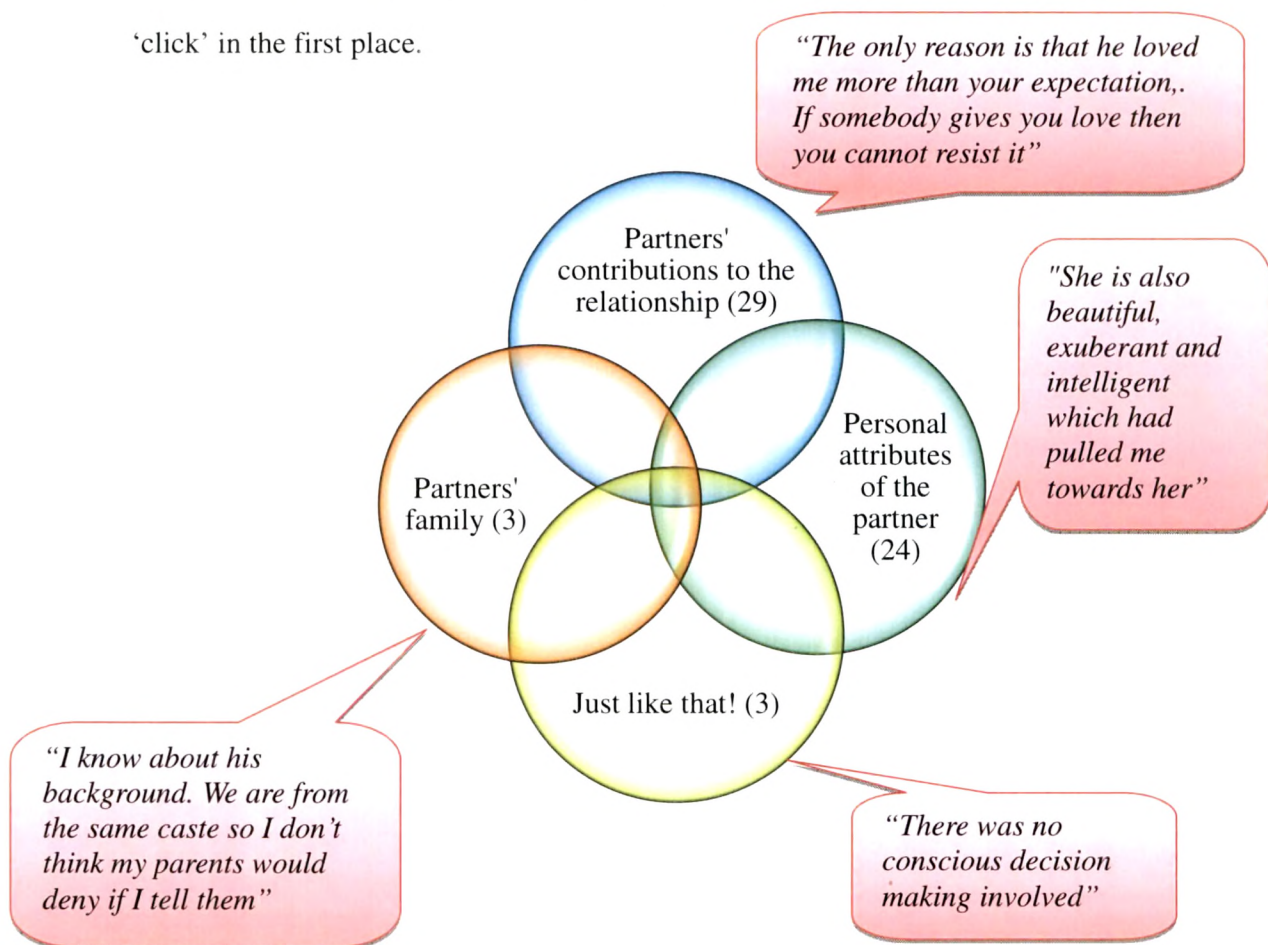 ‘click’ in the first place.
“The only reason is that he loved
me more than your expectation,.
If somebody gives you love then
you cannot resist it”
Partners'
contributions to the
relationship (29)
"She is also
beautiful,
exuberant and
intelligent
which had
pulled me
towards her”
Personal
attributes
of the
partner
(24)
Partners'
family (3)
Just like that! (3)
“I know about his
background. We are from
the same caste so I don't
think my parents would
deny if I tell them”
“There was no
conscious decision
making involved”